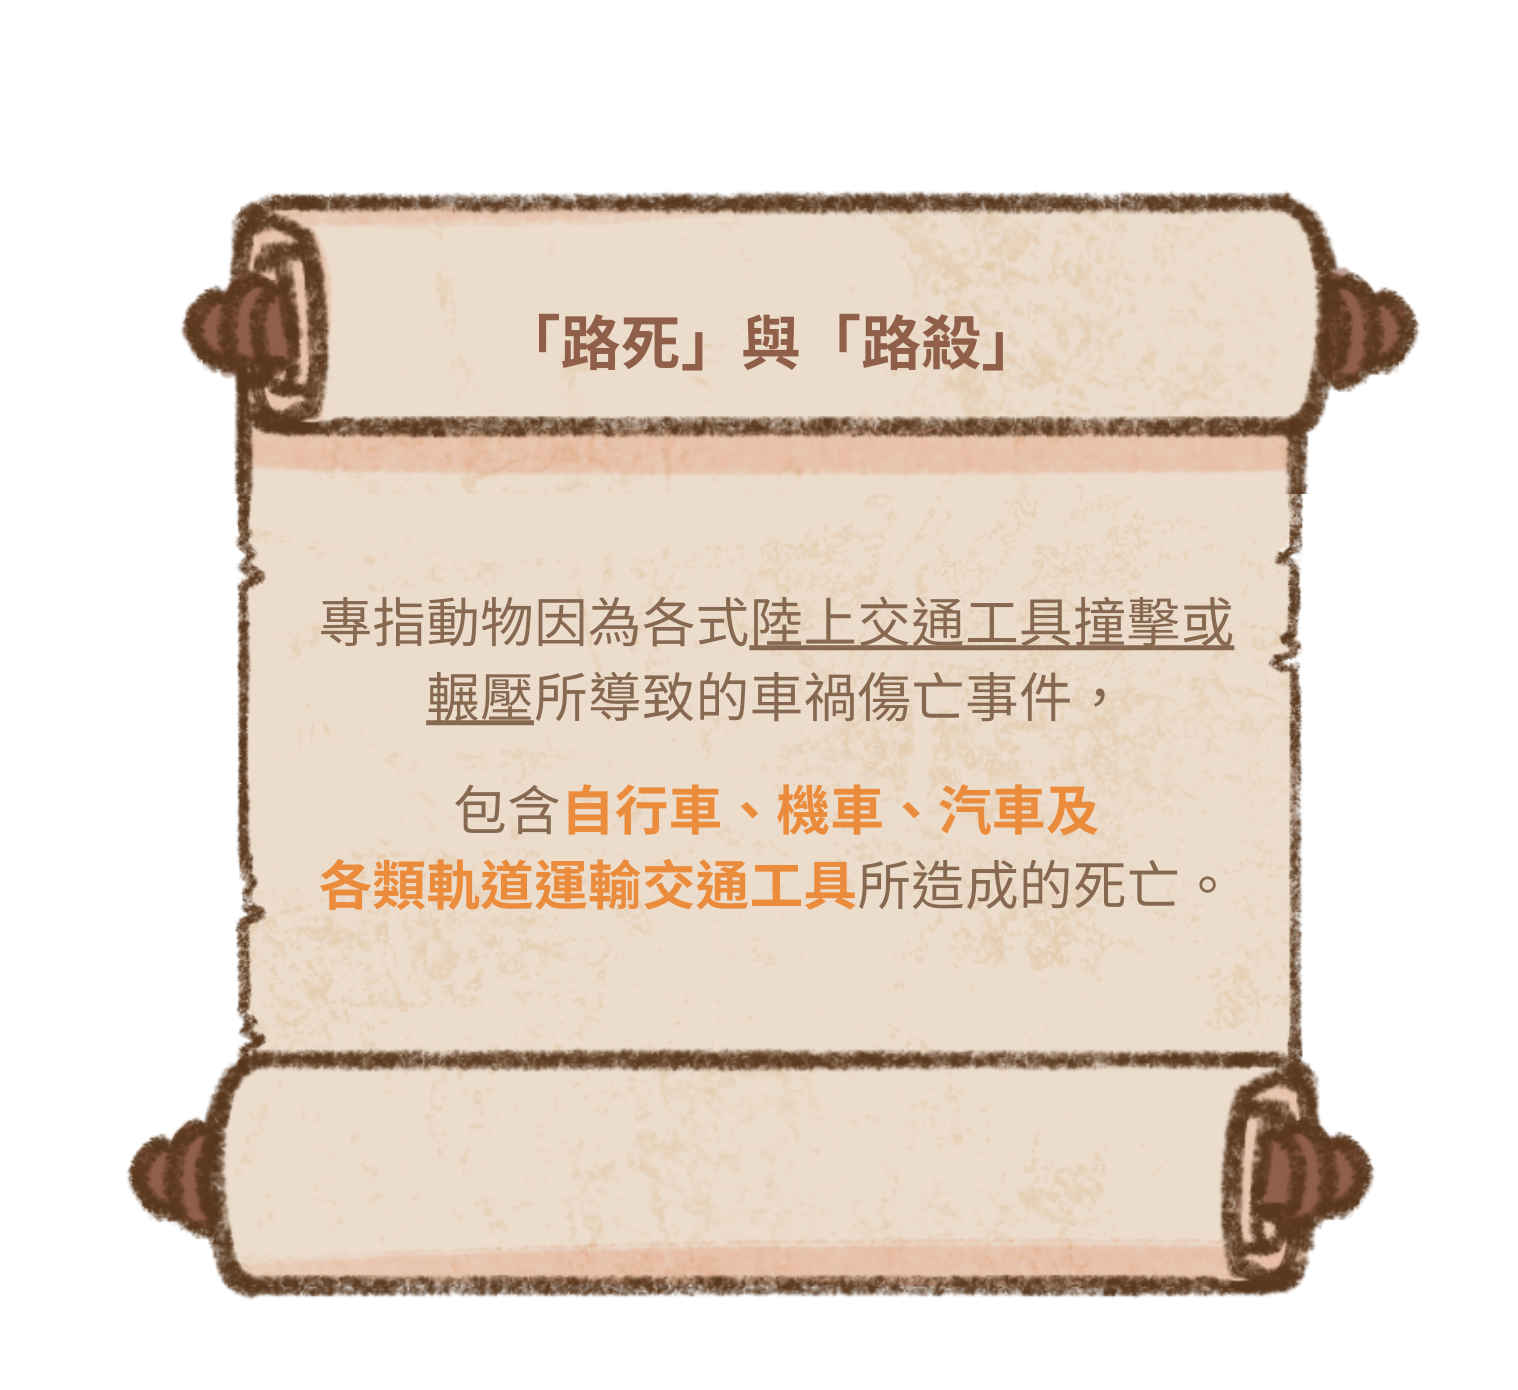 「路死」與「路殺」
專指動物因為各式陸上交通工具撞擊或
輾壓所導致的車禍傷亡事件，
包含自行車、機車、汽車及
各類軌道運輸交通工具所造成的死亡。